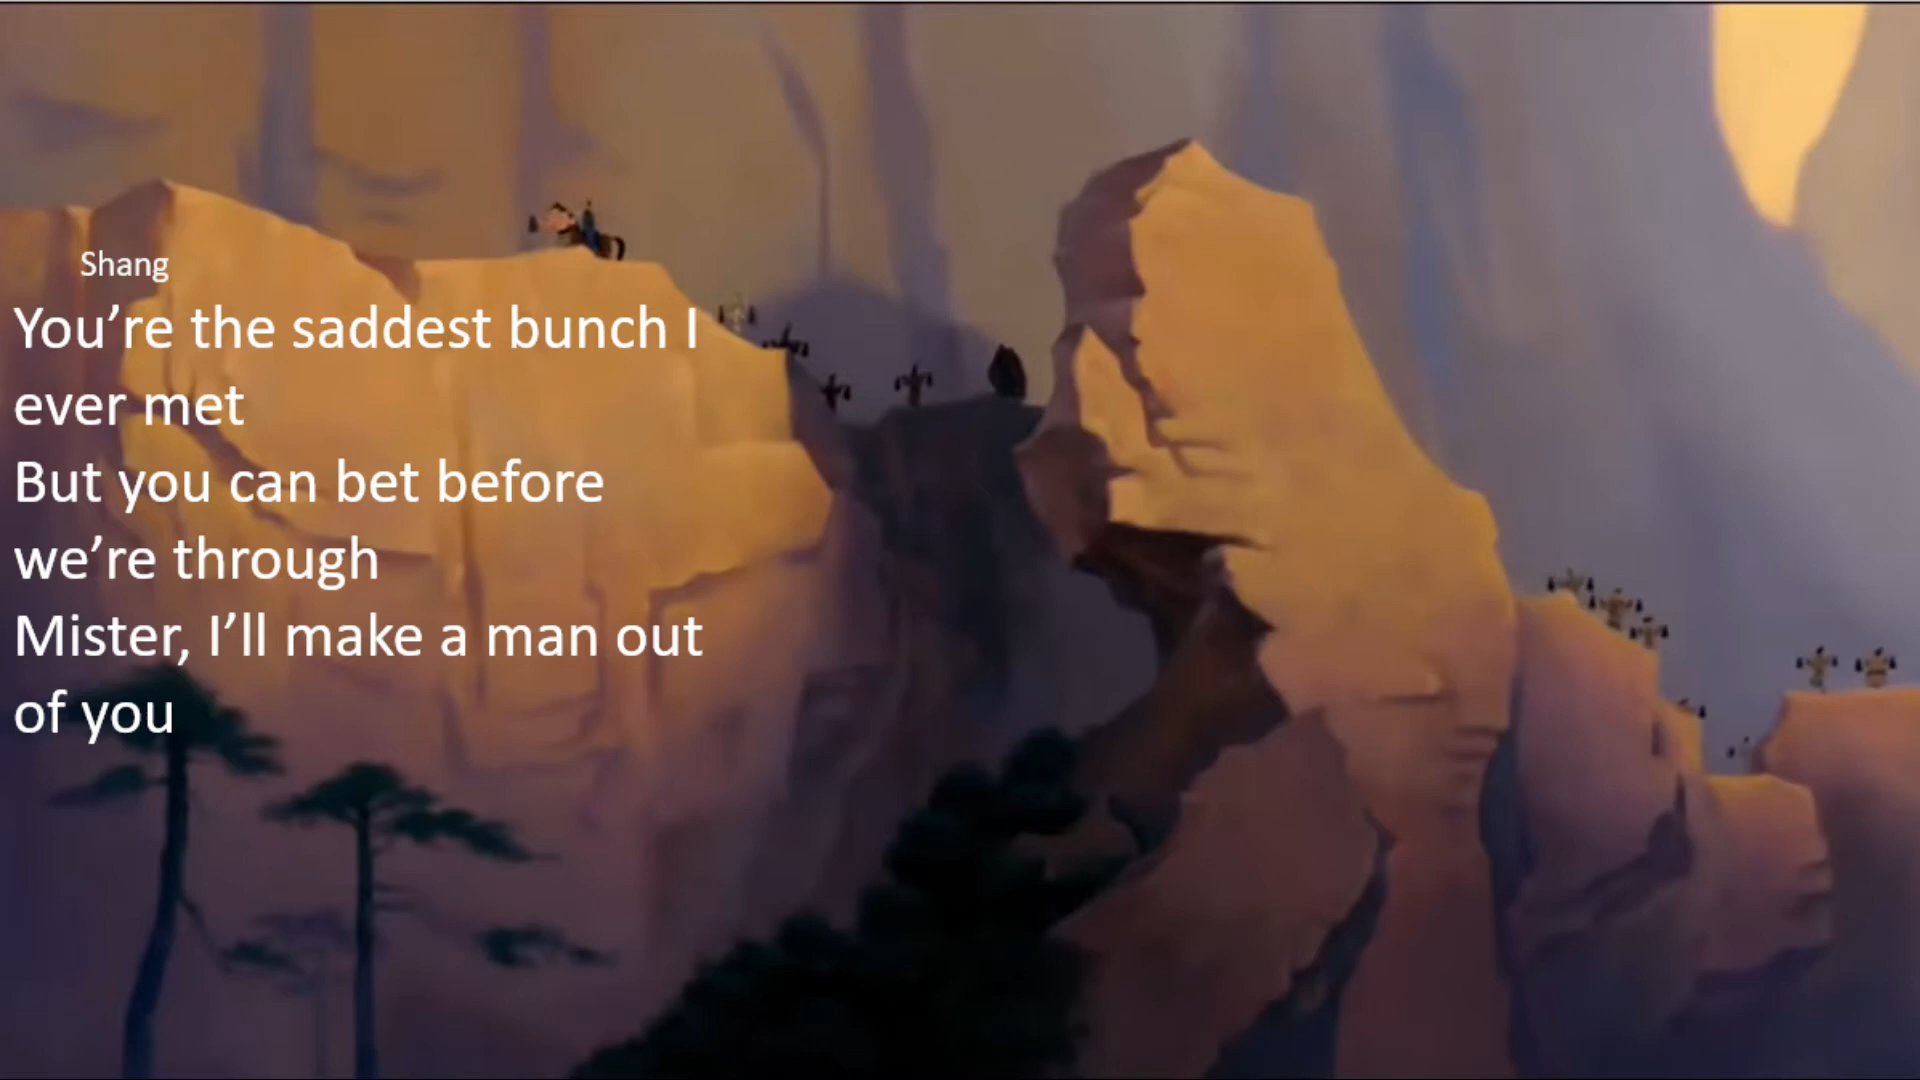 Shang
You’re the saddest bunch I
ever met
But you can bet before
we’re through
Mister, I’ll make a man out
of you